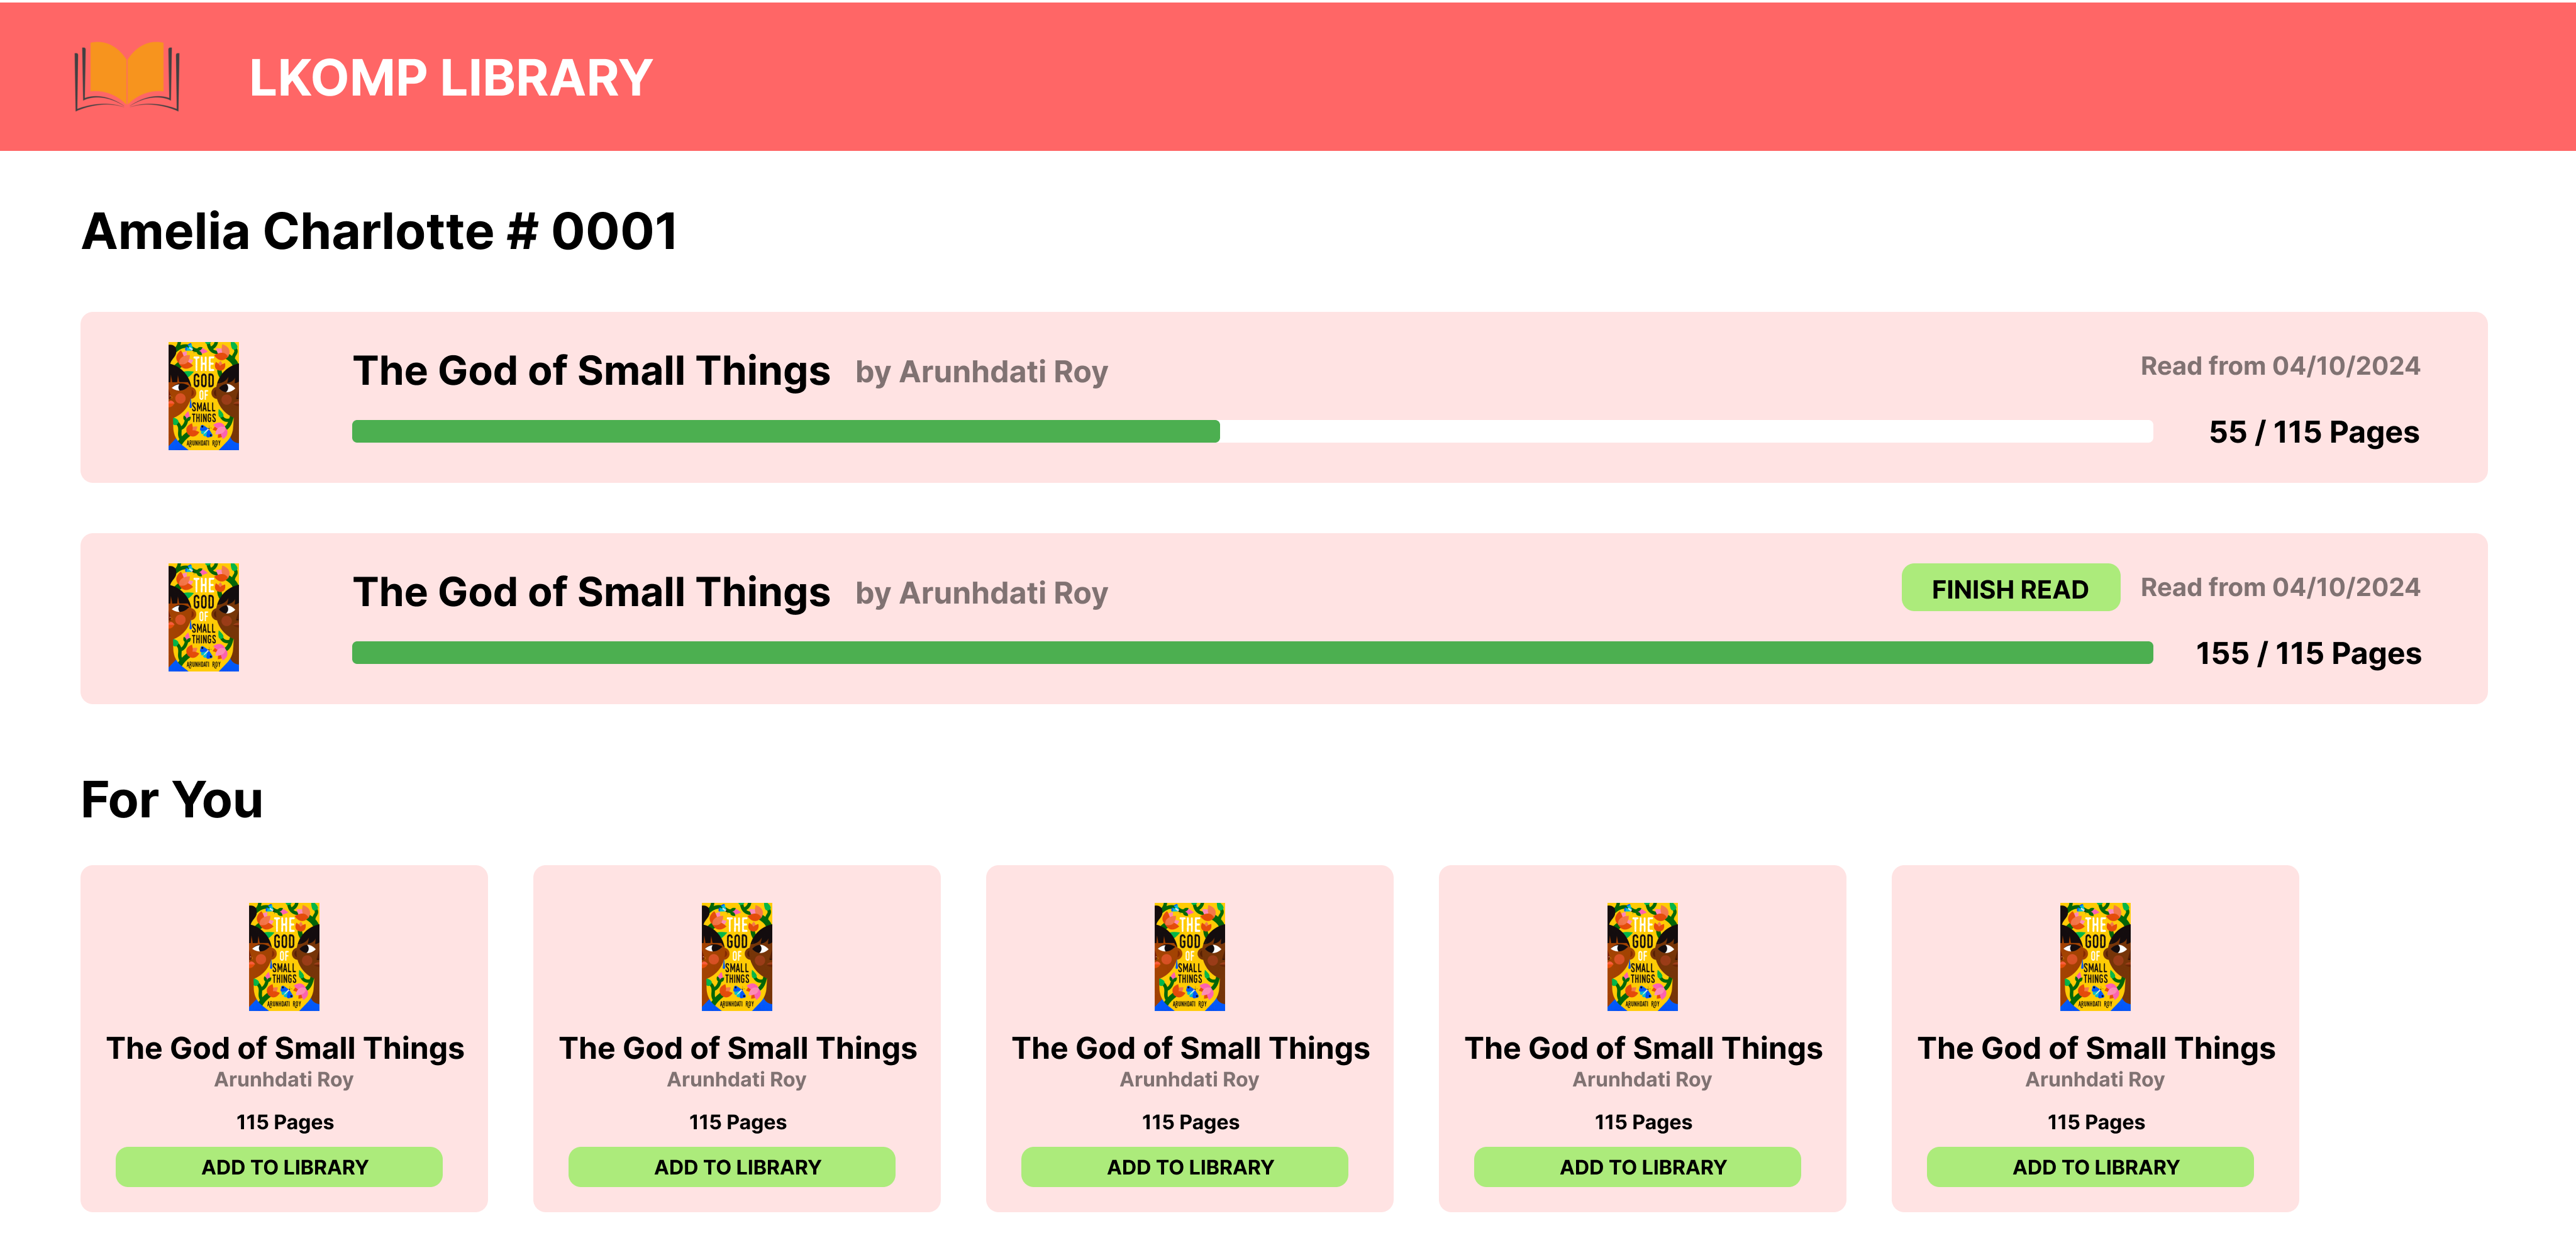 LKOMP LIBRARY
Amelia Charlotte # 0001
THE
GOD
OF
SMALL
THINGS
ARUNHDATI ROY
The God of Small Things by Arunhdati Roy
Read from 04/10/2024
55 / 115 Pages
THE
GOD
OF
SMALL
THINGS
ARUNHDATI ROY
The God of Small Things by Arunhdati Roy
FINISH READ
Read from 04/10/2024
155 / 115 Pages
For You
THE
GOD
OF
SMALL
THINGS
ARUNHDATI ROY
The God of Small Things
Arunhdati Roy
115 Pages
ADD TO LIBRARY
THE
GOD
OF
SMALL
THINGS
ARUNHDATI ROY
The God of Small Things
Arunhdati Roy
115 Pages
ADD TO LIBRARY
THE
GOD
OF
SMALL
THINGS
ARUNHDATI ROY
The God of Small Things
Arunhdati Roy
115 Pages
ADD TO LIBRARY
THE
GOD
OF
SMALL
THINGS
ARUNHDATI ROY
The God of Small Things
Arunhdati Roy
115 Pages
ADD TO LIBRARY
THE
GOD
OF
SMALL
THINGS
ARUNHDATI ROY
The God of Small Things
Arunhdati Roy
115 Pages
ADD TO LIBRARY